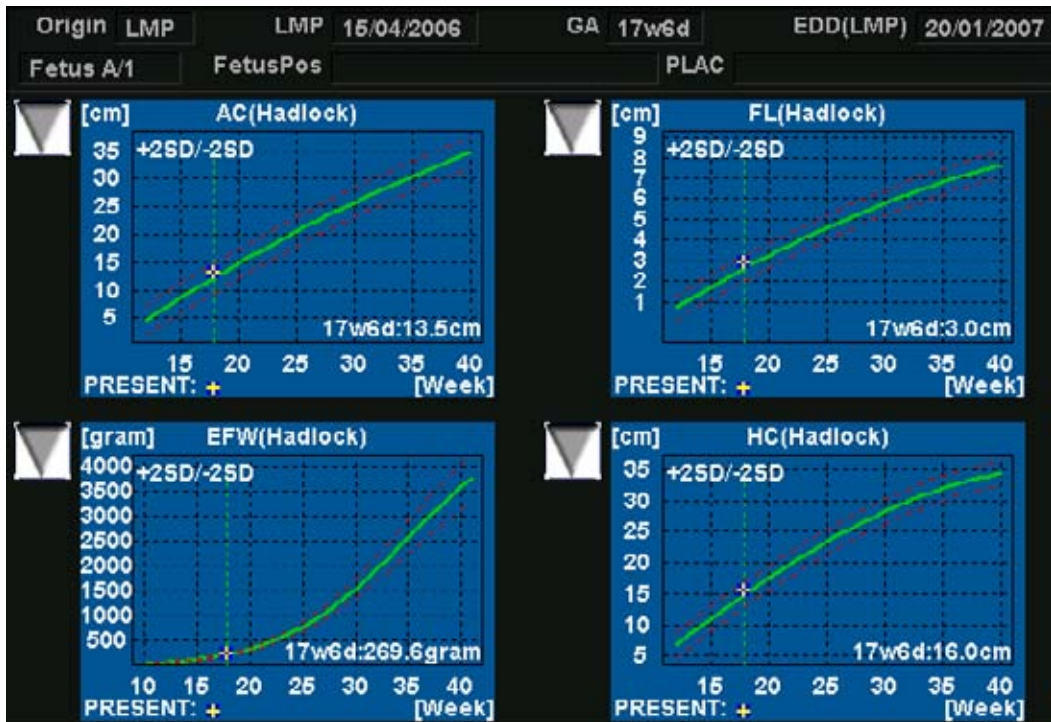 Origin LMP LMP 15/04/2006 GA 17w6d EDD(LMP) 20/01/2007
Fetus A/1 FetusPos PLAC
[cm] AC(Hadlock)
+2SD/-2SD
35
30
25
20
15
10
5
17w6d:13.5cm
15 20 25 30 35 40
PRESENT: [Week]
[cm] FL(Hadlock)
9
+2SD/-2SD
8
7
6
5
4
3
2
1
17w6d:3.0cm
15 20 25 30 35 40
PRESENT: [Week]
[gram] EFW(Hadlock)
4000
+2SD/-2SD
3500
3000
2500
2000
1500
1000
500
17w6d:269.6gram
10 15 20 25 30 35 40
PRESENT: [Week]
[cm] HC(Hadlock)
35
+2SD/-2SD
30
25
20
15
10
5
17w6d:16.0cm
15 20 25 30 35 40
PRESENT: [Week]